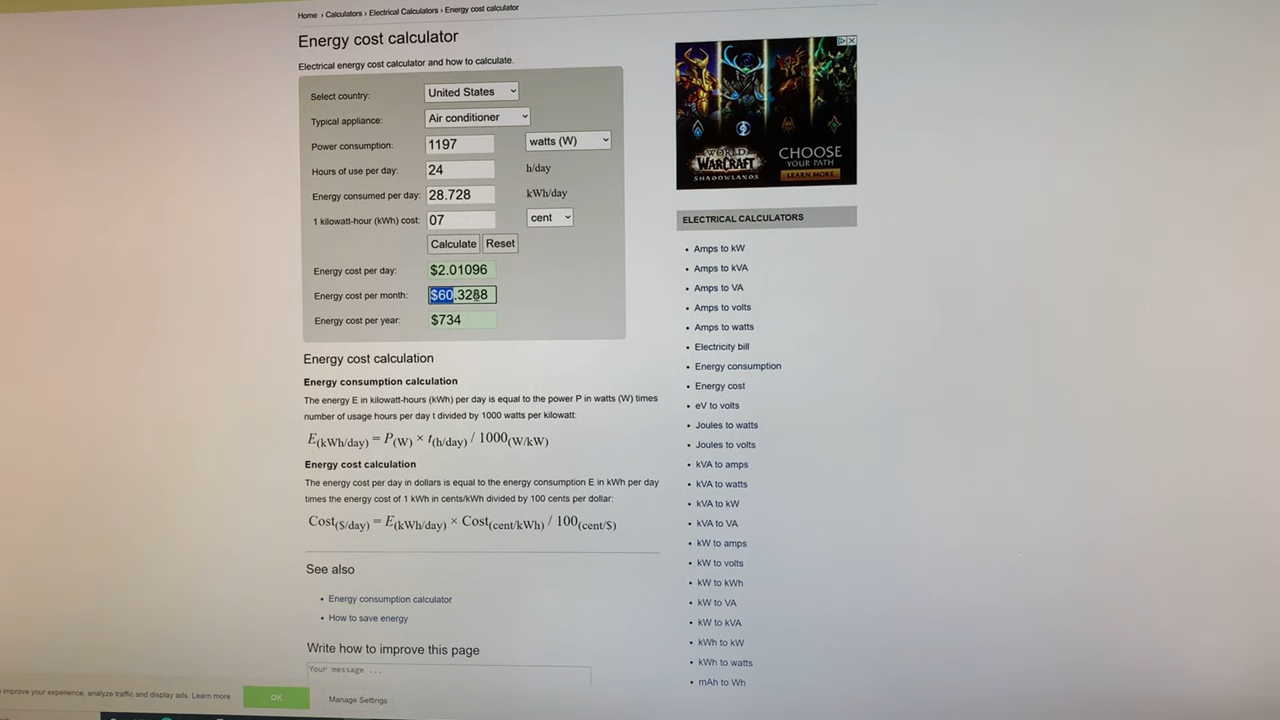 Home › Calculators › Electrical Calculators › Energy cost calculator
Energy cost calculator
Electrical energy cost calculator and how to calculate.
Select country: United States
Typical appliance: Air conditioner
Power consumption: 1197 watts (W)
Hours of use per day: 24 h/day
Energy consumed per day: 28.728 kWh/day
1 kilowatt-hour (kWh) cost: 07 cent
Calculate Reset
Energy cost per day: $2.01096
Energy cost per month: $60.3288
Energy cost per year: $734
Energy cost calculation
Energy consumption calculation
The energy E in kilowatt-hours (kWh) per day is equal to the power P in watts (W) times
number of usage hours per day t divided by 1000 watts per kilowatt:
E(kWh/day) = P(W) × t(h/day) / 1000(W/kW)
Energy cost calculation
The energy cost per day in dollars is equal to the energy consumption E in kWh per day
times the energy cost of 1 kWh in cents/kWh divided by 100 cents per dollar:
Cost($/day) = E(kWh/day) × Cost(cent/kWh) / 100(cent/$)
See also
• Energy consumption calculator
• How to save energy
Write how to improve this page
Your message ...
improve your experience, analyze traffic and display ads. Learn more
OK
Manage Settings
WORLD
WARCRAFT
SHADOWLANDS
CHOOSE
YOUR PATH
LEARN MORE
ELECTRICAL CALCULATORS
• Amps to kW
• Amps to kVA
• Amps to VA
• Amps to volts
• Amps to watts
• Electricity bill
• Energy consumption
• Energy cost
• eV to volts
• Joules to watts
• Joules to volts
• kVA to amps
• kVA to watts
• kVA to kW
• kVA to VA
• kW to amps
• kW to volts
• kW to kWh
• kW to VA
• kW to kVA
• kWh to kW
• kWh to watts
• mAh to Wh